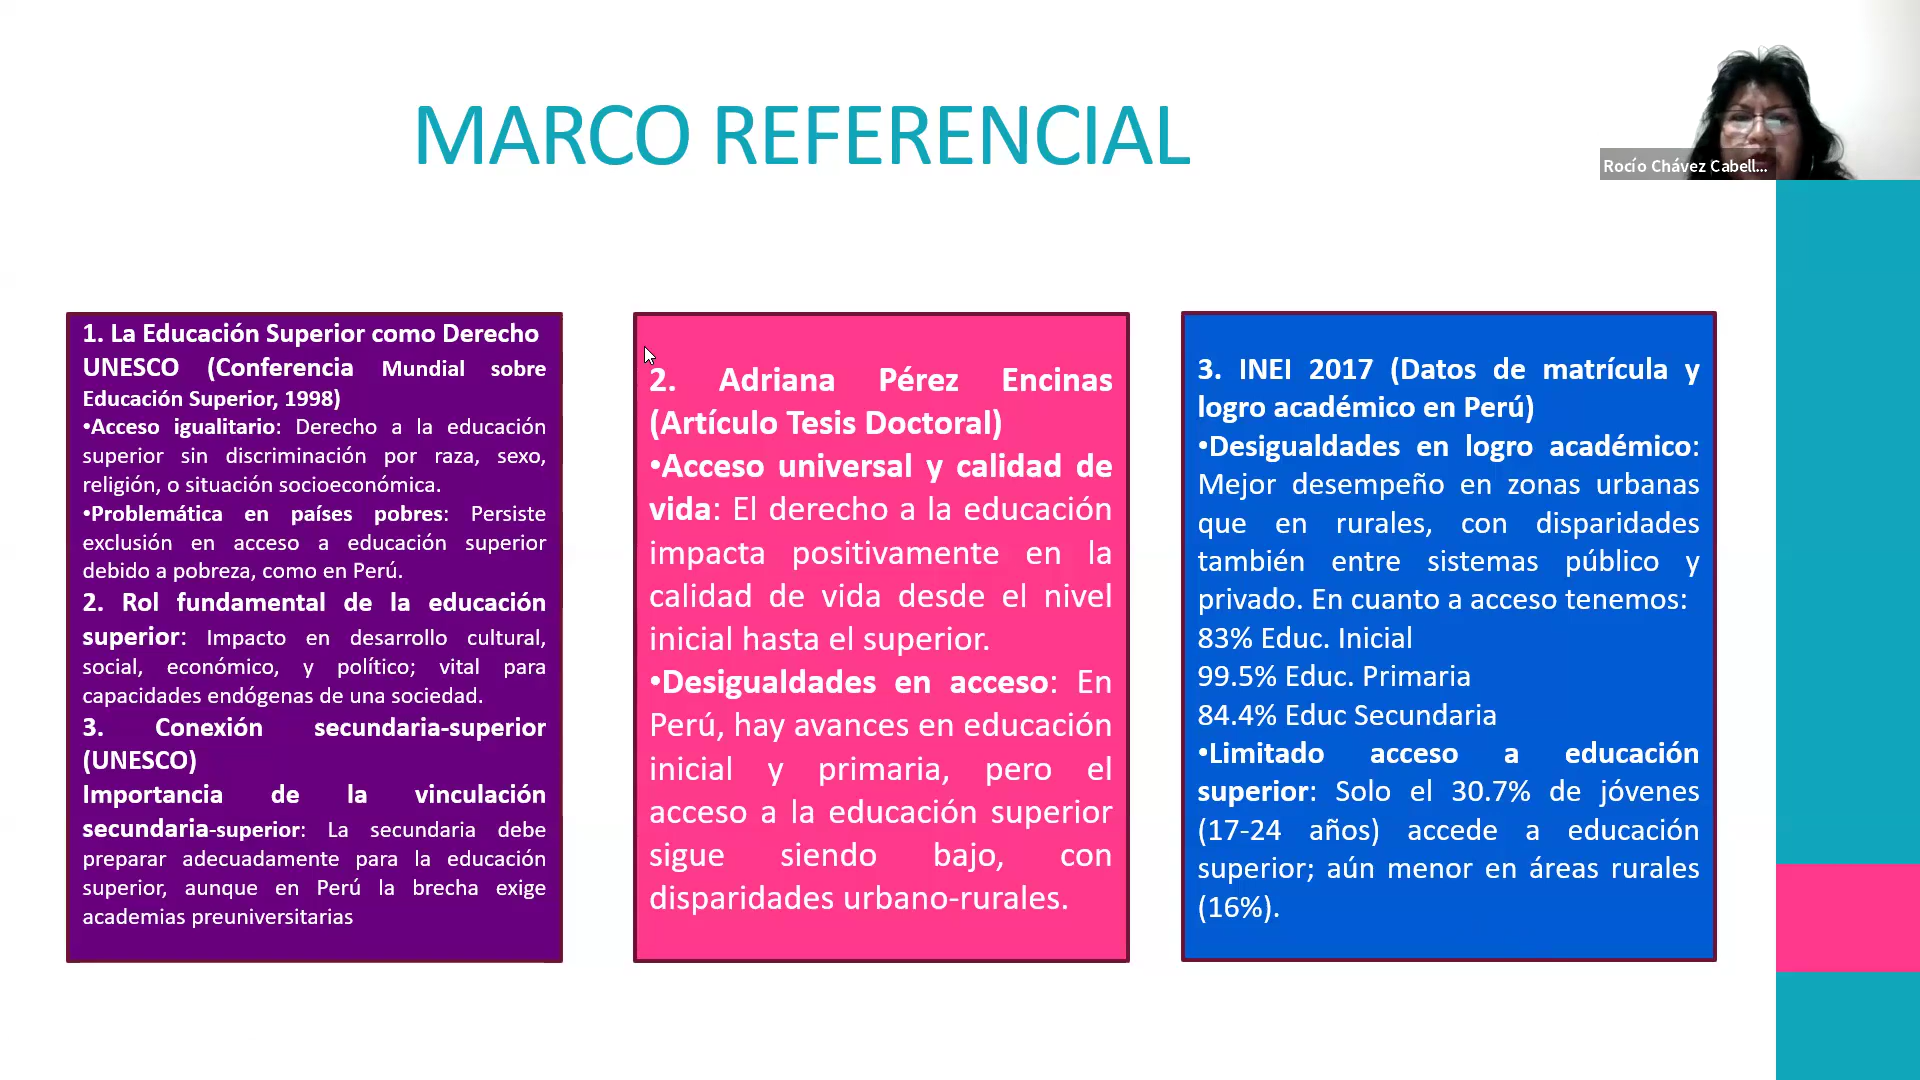 MARCO REFERENCIAL
Rocío Chávez Cabell...
1. La Educación Superior como Derecho
UNESCO (Conferencia Mundial sobre
Educación Superior, 1998)
•Acceso igualitario: Derecho a la educación
superior sin discriminación por raza, sexo,
religión, o situación socioeconómica.
•Problemática en países pobres: Persiste
exclusión en acceso a educación superior
debido a pobreza, como en Perú.
2. Rol fundamental de la educación
superior: Impacto en desarrollo cultural,
social, económico, y político; vital para
capacidades endógenas de una sociedad.
3. Conexión secundaria-superior
(UNESCO)
Importancia de la vinculación
secundaria-superior: La secundaria debe
preparar adecuadamente para la educación
superior, aunque en Perú la brecha exige
academias preuniversitarias
2. Adriana Pérez Encinas
(Artículo Tesis Doctoral)
•Acceso universal y calidad de
vida: El derecho a la educación
impacta positivamente en la
calidad de vida desde el nivel
inicial hasta el superior.
•Desigualdades en acceso: En
Perú, hay avances en educación
inicial y primaria, pero el
acceso a la educación superior
sigue siendo bajo, con
disparidades urbano-rurales.
3. INEI 2017 (Datos de matrícula y
logro académico en Perú)
•Desigualdades en logro académico:
Mejor desempeño en zonas urbanas
que en rurales, con disparidades
también entre sistemas público y
privado. En cuanto a acceso tenemos:
83% Educ. Inicial
99.5% Educ. Primaria
84.4% Educ Secundaria
•Limitado acceso a educación
superior: Solo el 30.7% de jóvenes
(17-24 años) accede a educación
superior; aún menor en áreas rurales
(16%).